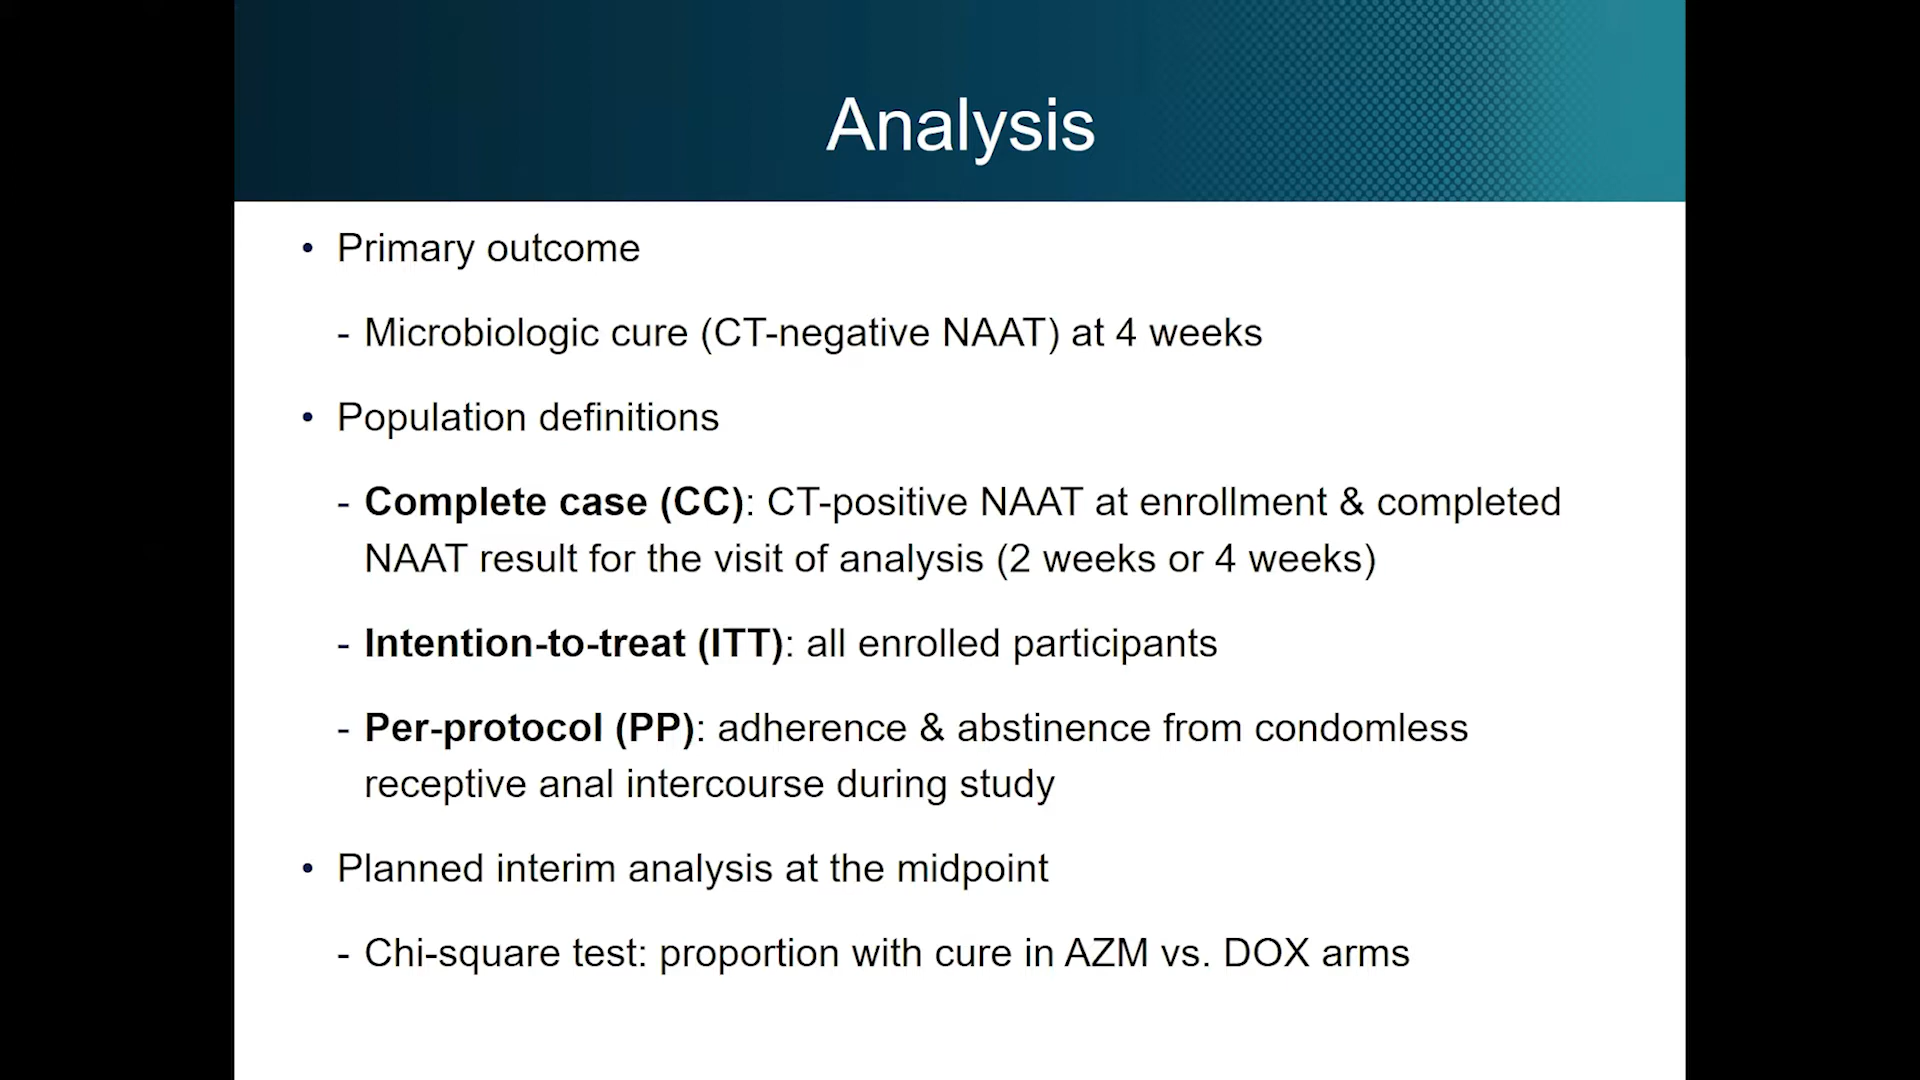 Analysis
• Primary outcome
- Microbiologic cure (CT-negative NAAT) at 4 weeks
• Population definitions
- Complete case (CC): CT-positive NAAT at enrollment & completed
NAAT result for the visit of analysis (2 weeks or 4 weeks)
- Intention-to-treat (ITT): all enrolled participants
- Per-protocol (PP): adherence & abstinence from condomless
receptive anal intercourse during study
• Planned interim analysis at the midpoint
- Chi-square test: proportion with cure in AZM vs. DOX arms